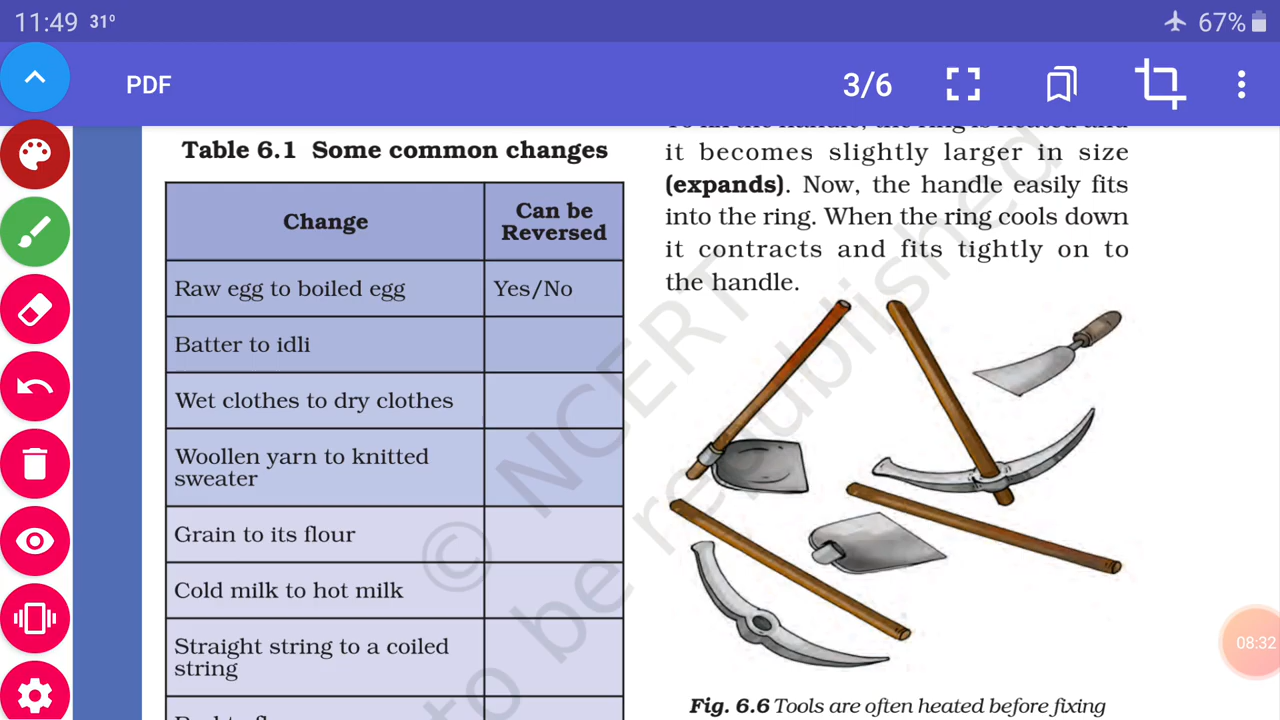 11:49 31°
67%
PDF
3/6
Table 6.1 Some common changes
Change
Can be
Reversed
Raw egg to boiled egg
Yes/No
Batter to idli
Wet clothes to dry clothes
Woollen yarn to knitted
sweater
Grain to its flour
Cold milk to hot milk
Straight string to a coiled
string
the ring is heated and
it becomes slightly larger in size
(expands). Now, the handle easily fits
into the ring. When the ring cools down
it contracts and fits tightly on to
the handle.
Fig. 6.6 Tools are often heated before fixing
© NCERT
to be republished
08:32